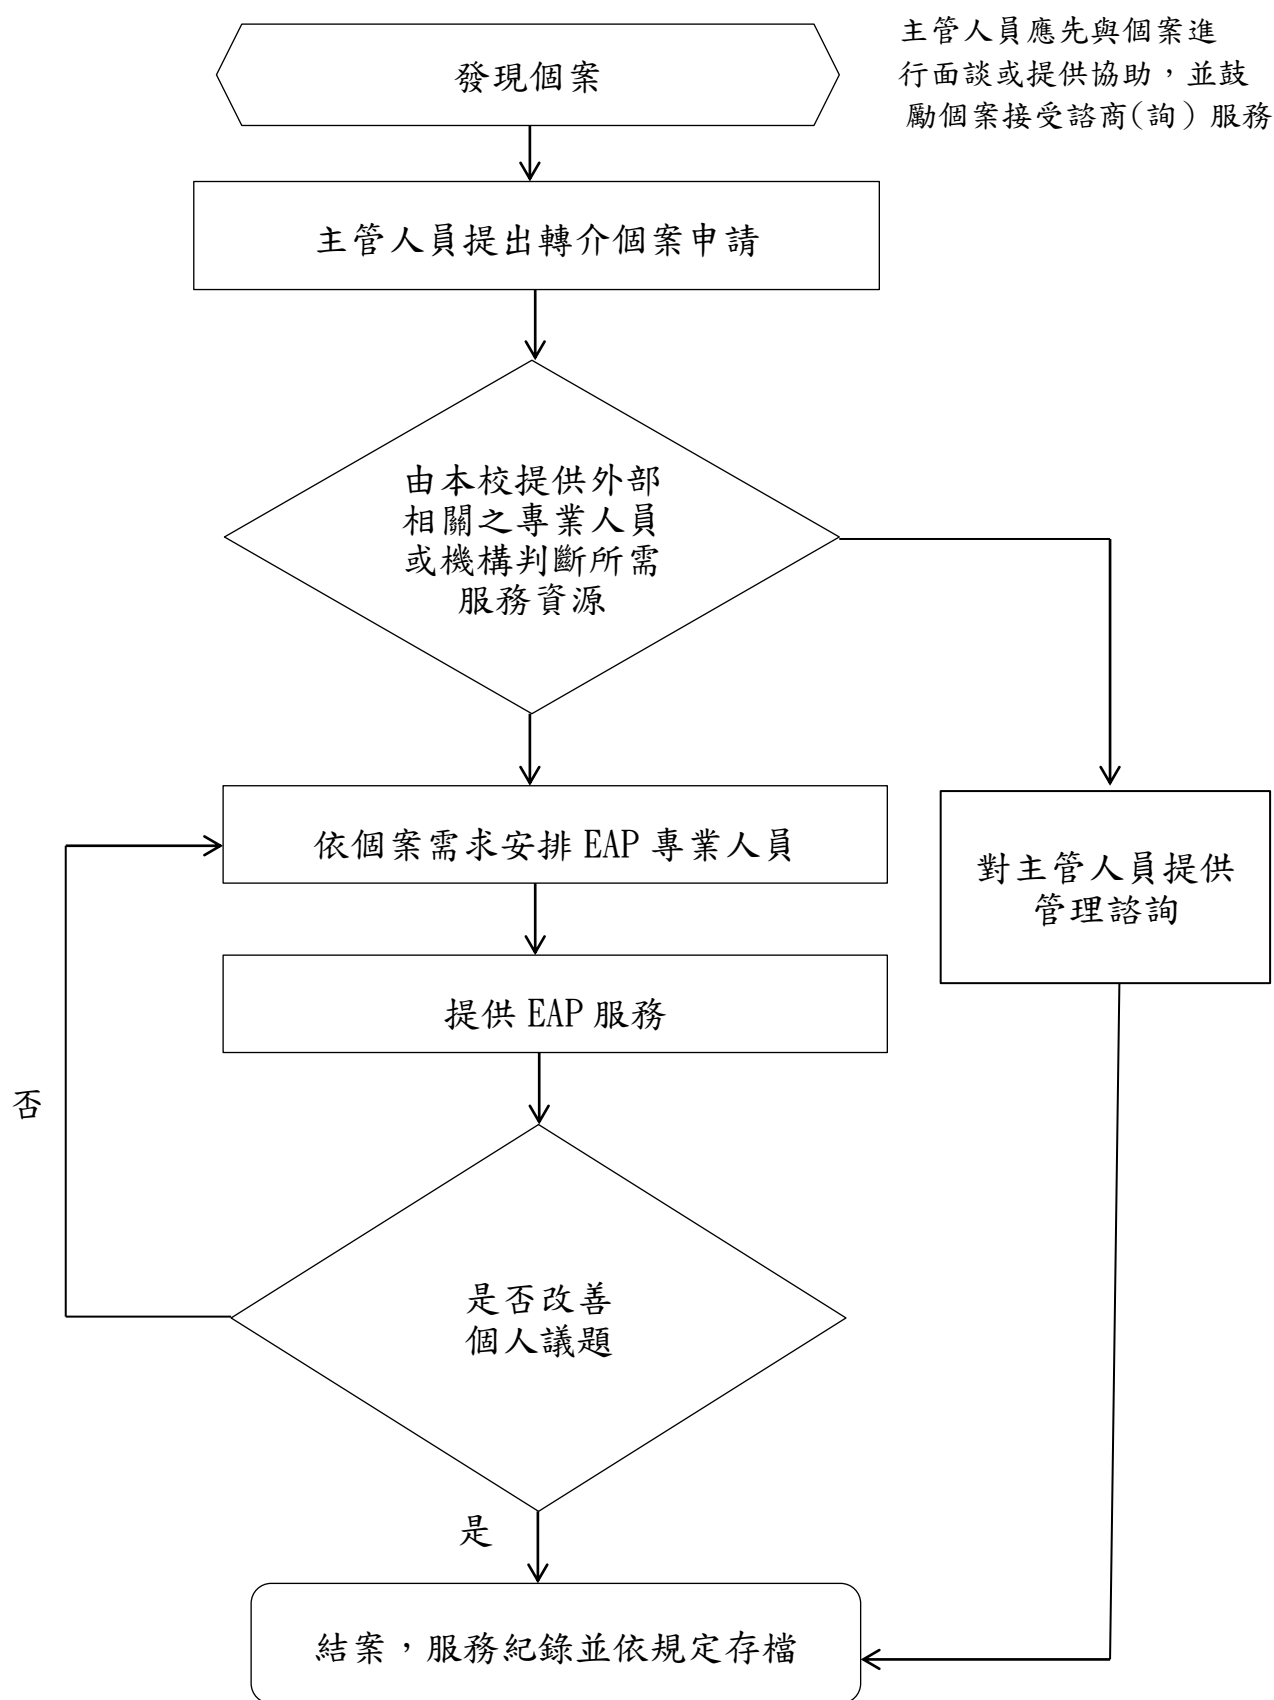 發現個案
主管人員應先與個案進
行面談或提供協助，並鼓
勵個案接受諮商(詢) 服務
主管人員提出轉介個案申請
由本校提供外部
相關之專業人員
或機構判斷所需
服務資源
依個案需求安排 EAP 專業人員
對主管人員提供
管理諮詢
提供 EAP 服務
否
是否改善
個人議題
是
結案，服務紀錄並依規定存檔